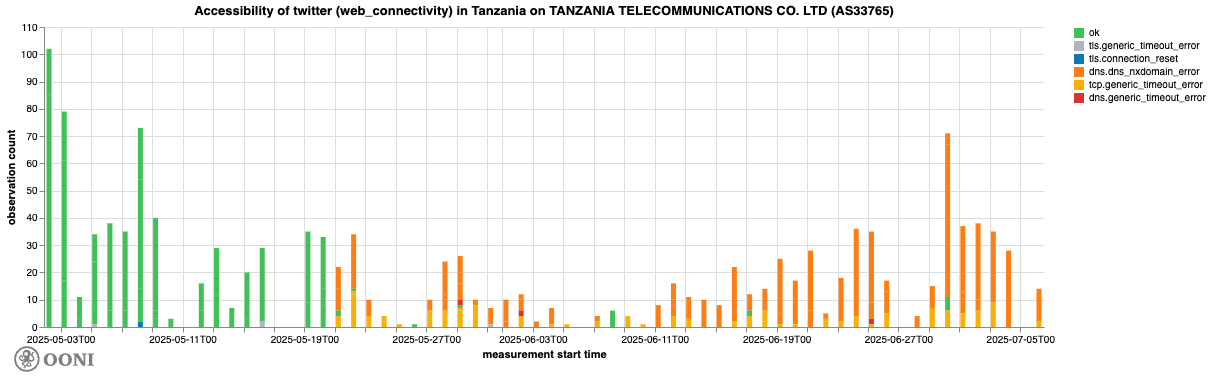 Accessibility of twitter (web_connectivity) in Tanzania on TANZANIA TELECOMMUNICATIONS CO. LTD (AS33765)
110
100
90
80
70
60
50
40
30
20
10
0
observation count
2025-05-03T00 2025-05-11T00 2025-05-19T00 2025-05-27T00 2025-06-03T00 2025-06-11T00 2025-06-19T00 2025-06-27T00 2025-07-05T00
measurement start time
ok
tls.generic_timeout_error
tls.connection_reset
dns.dns_nxdomain_error
tcp.generic_timeout_error
dns.generic_timeout_error
OONI